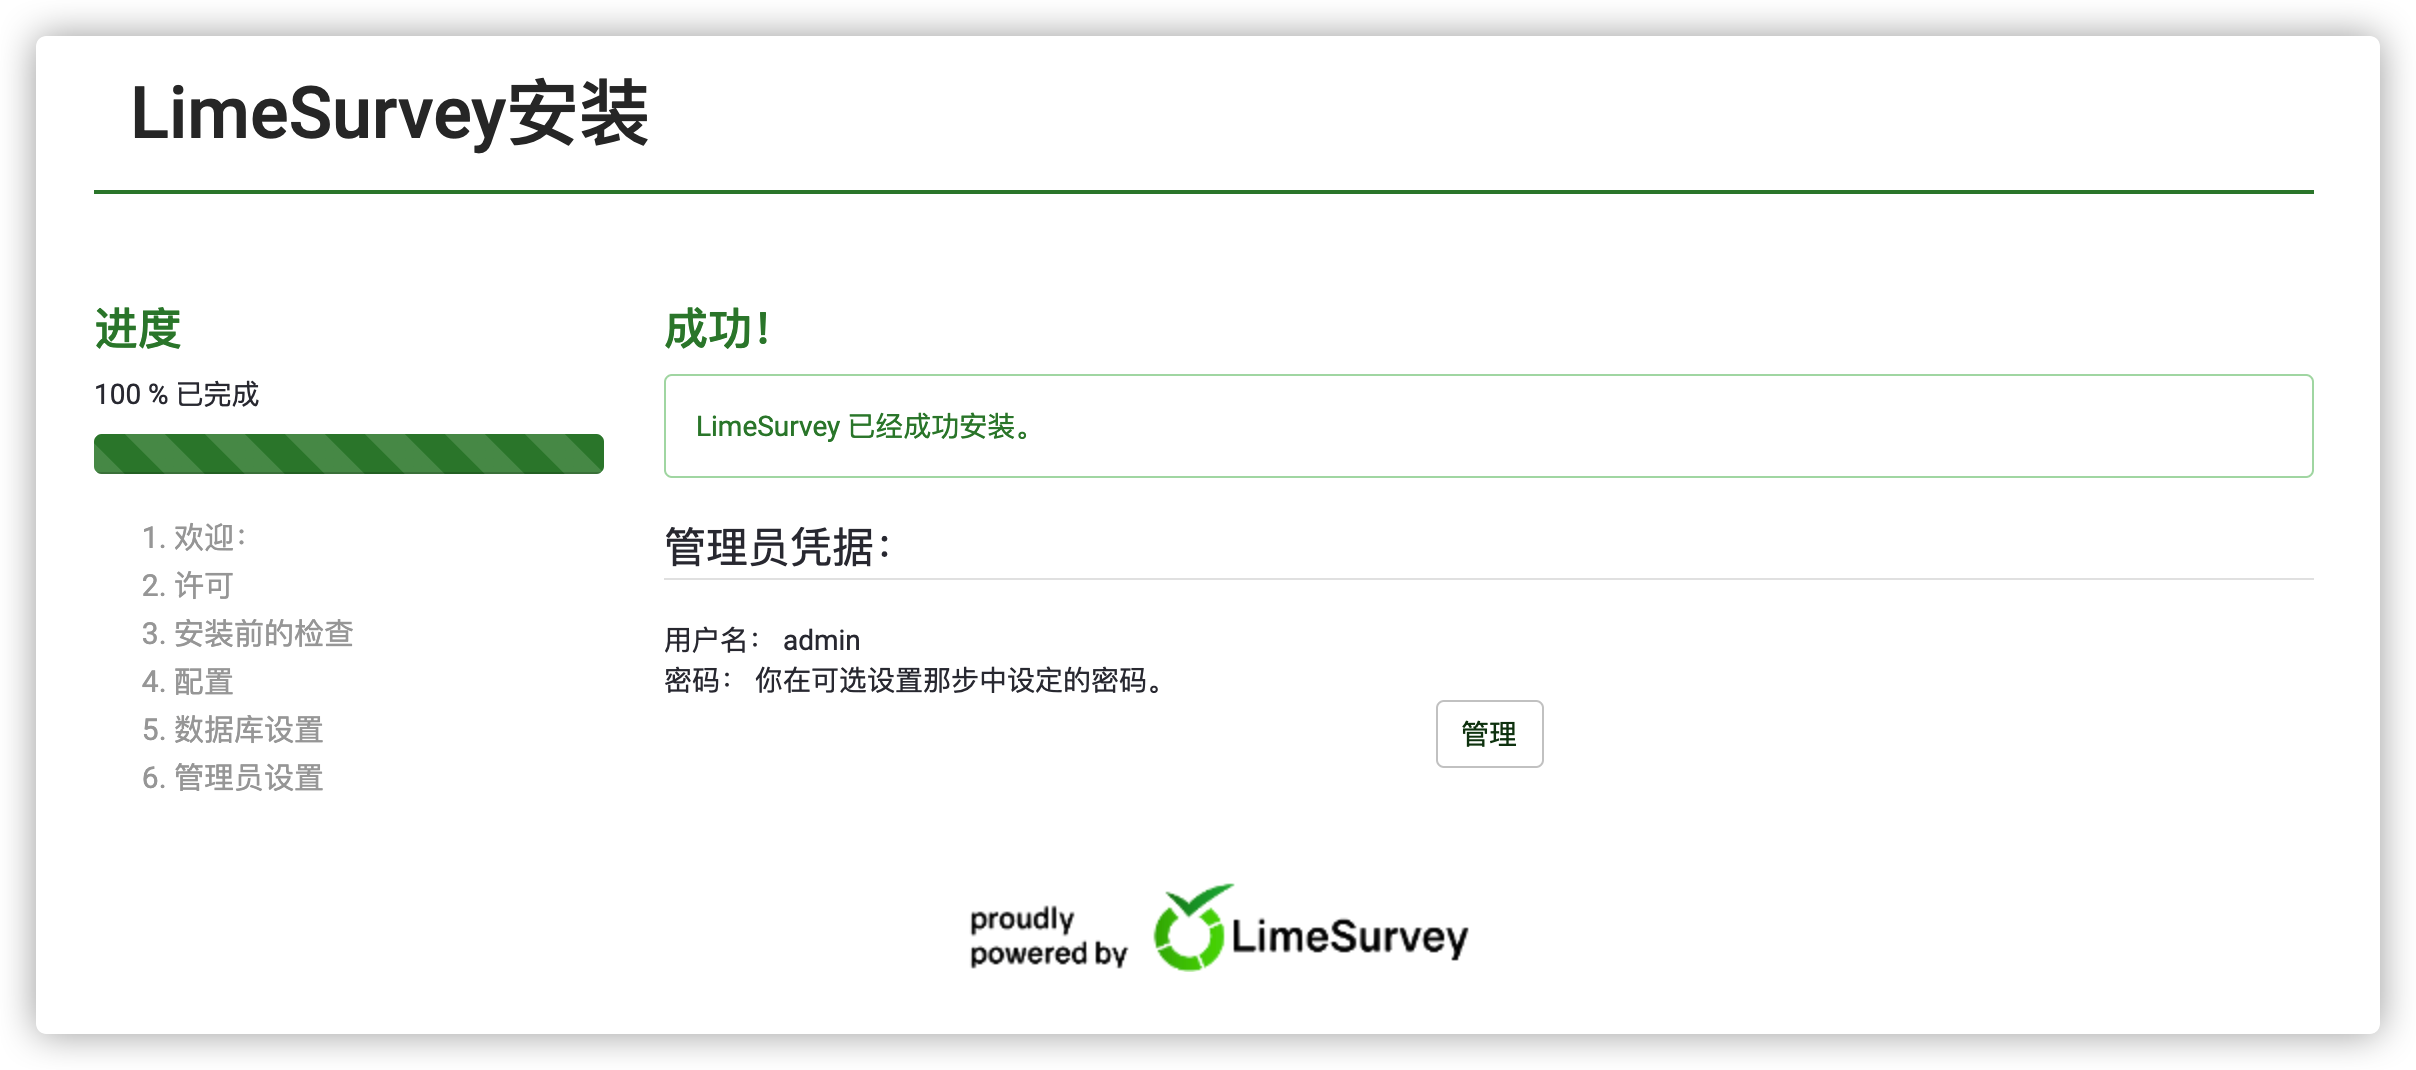 LimeSurvey安装
进度
100 % 已完成
1. 欢迎：
2. 许可
3. 安装前的检查
4. 配置
5. 数据库设置
6. 管理员设置
成功！
LimeSurvey 已经成功安装。
管理员凭据：
用户名： admin
密码： 你在可选设置那步中设定的密码。
管理
proudly
powered by
LimeSurvey